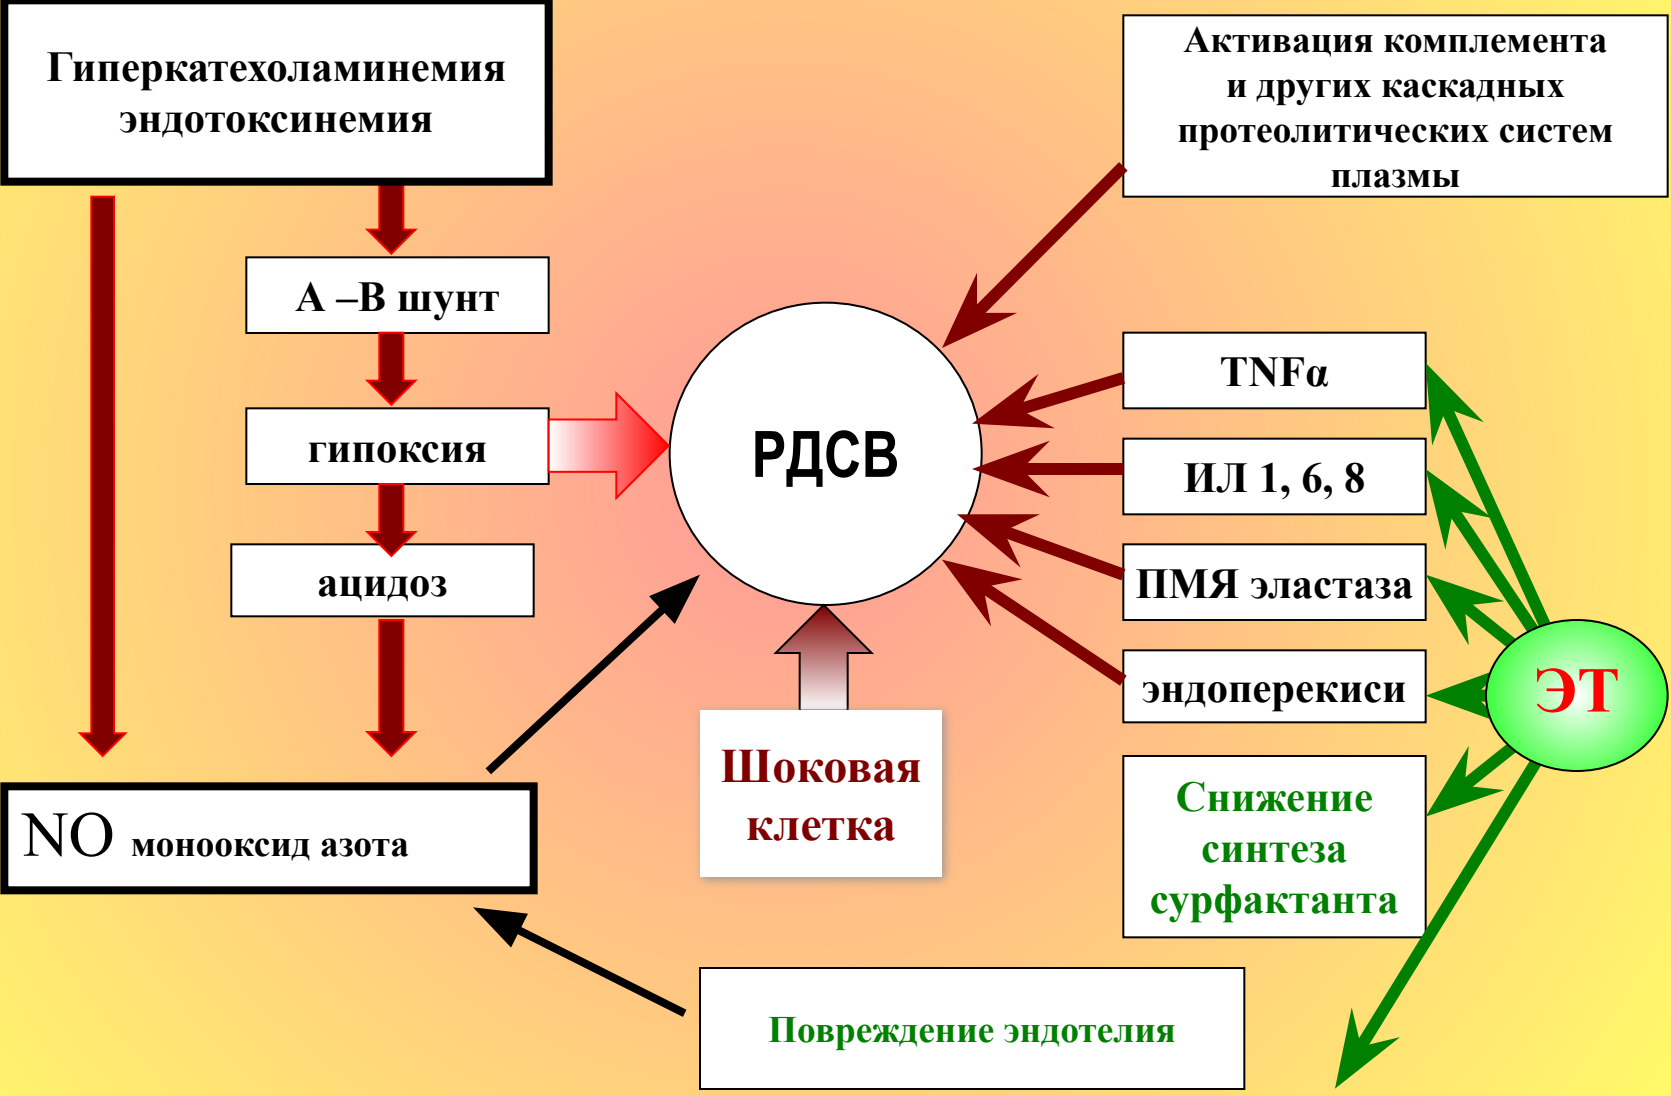 Гиперкатехоламинемия
эндотоксинемия
А –В шунт
гипоксия
ацидоз
NO монооксид азота
РДСВ
Шоковая
клетка
Повреждение эндотелия
Активация комплемента
и других каскадных
протеолитических систем
плазмы
TNFα
ИЛ 1, 6, 8
ПМЯ эластаза
эндоперекиси
Снижение
синтеза
сурфактанта
ЭТ